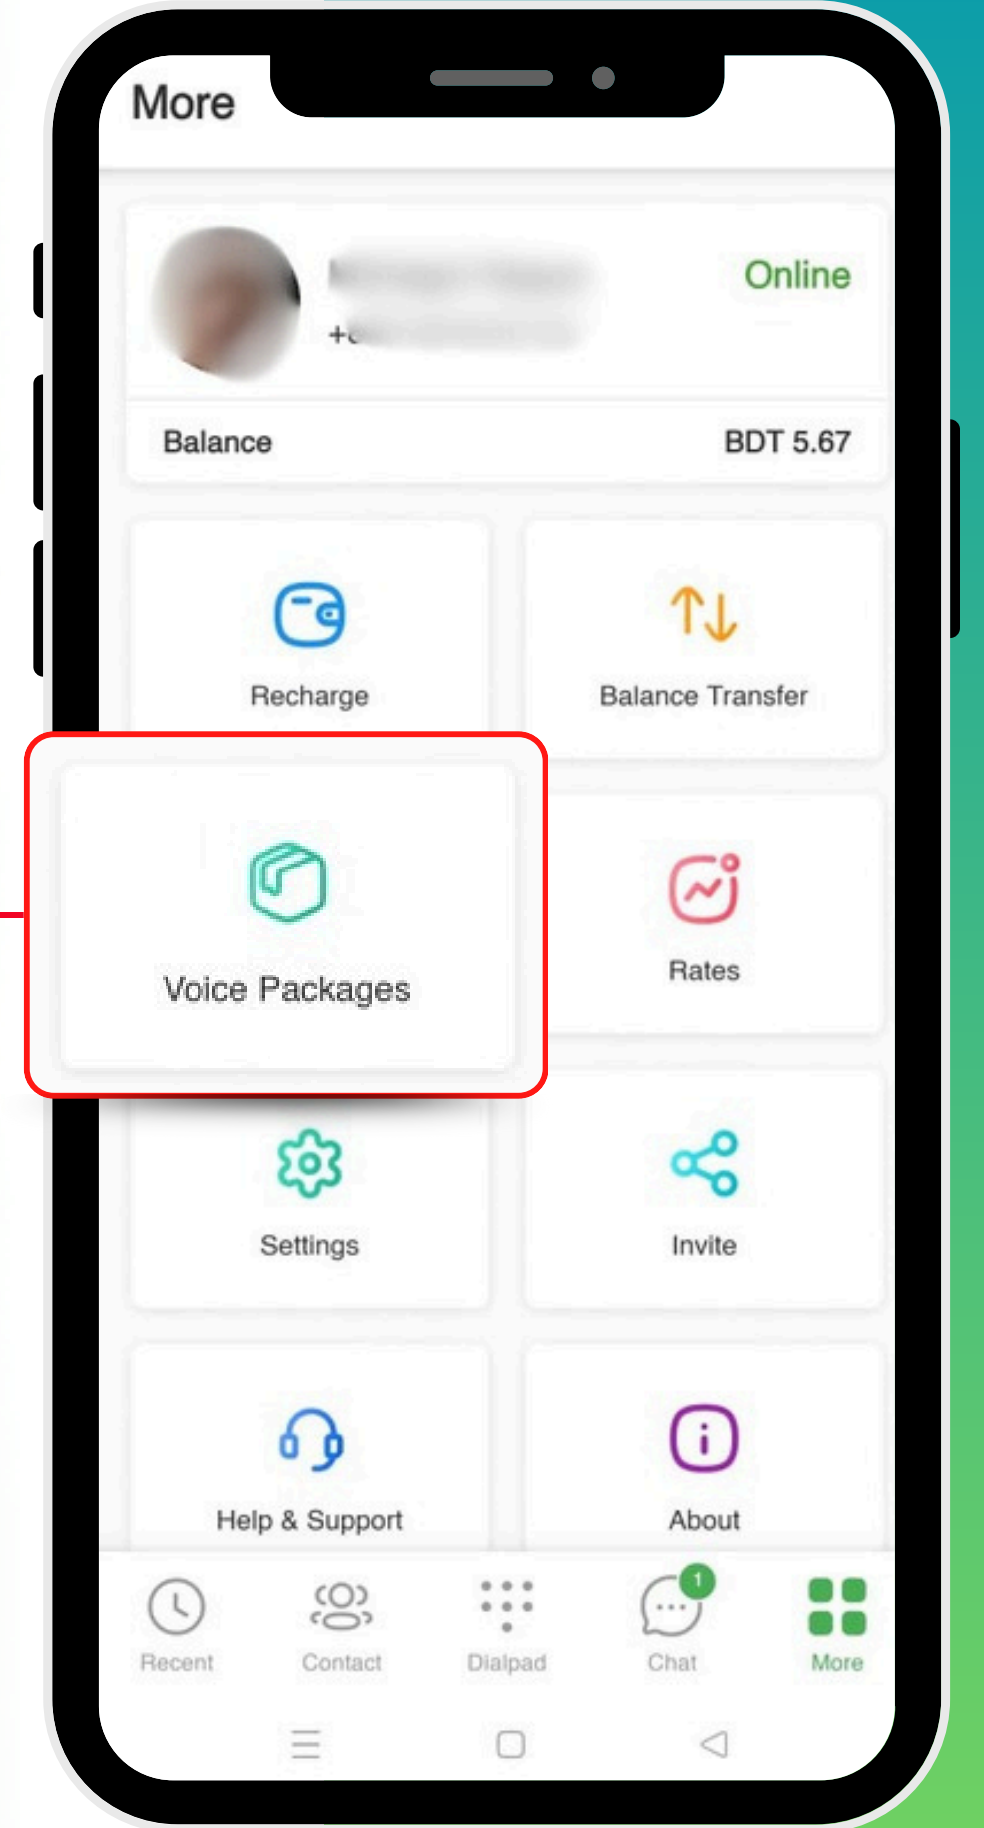 More
Online
Balance BDT 5.67
Recharge Balance Transfer
Voice Packages Rates
Settings Invite
Help & Support About
1
Recent Contact Dialpad Chat More